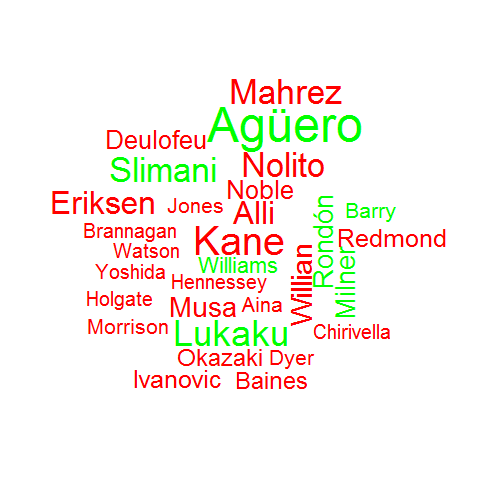 Mahrez
Agüero
Deulofeu
Slimani
Nolito
Noble
Eriksen
Jones
Alli
Rondón
Barry
Brannagan
Kane
Redmond
Watson
Williams
Willian
Milner
Yoshida
Hennessey
Holgate
Musa
Aina
Morrison
Lukaku
Chirivella
Okazaki
Dyer
Ivanovic
Baines